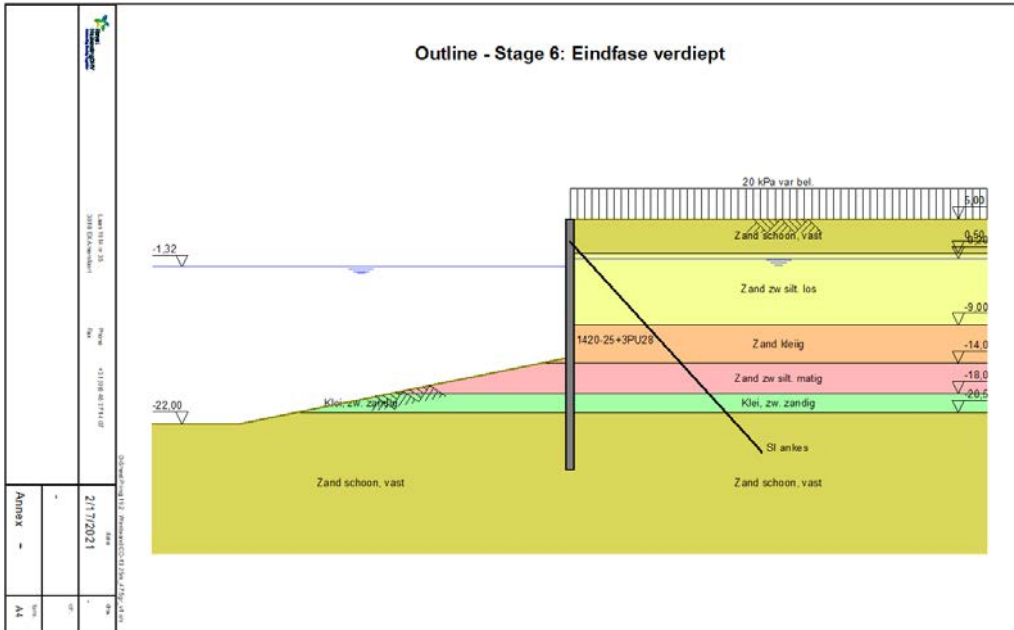 Outline - Stage 6: Eindfase verdiept
20 kPa var bel.
5,00
Zand schoon, vast
0,50
-1,32
Zand zw silt. los
-9,00
1420-25+3PU28
Zand kleiig
-14,0
Zand zw silt. matig
-18,0
Klei, zw. zandig
Klei, zw. zandig
-20,5
-22,00
SI ankes
Zand schoon, vast
Zand schoon, vast
2/17/2021
-
Annex -
A4